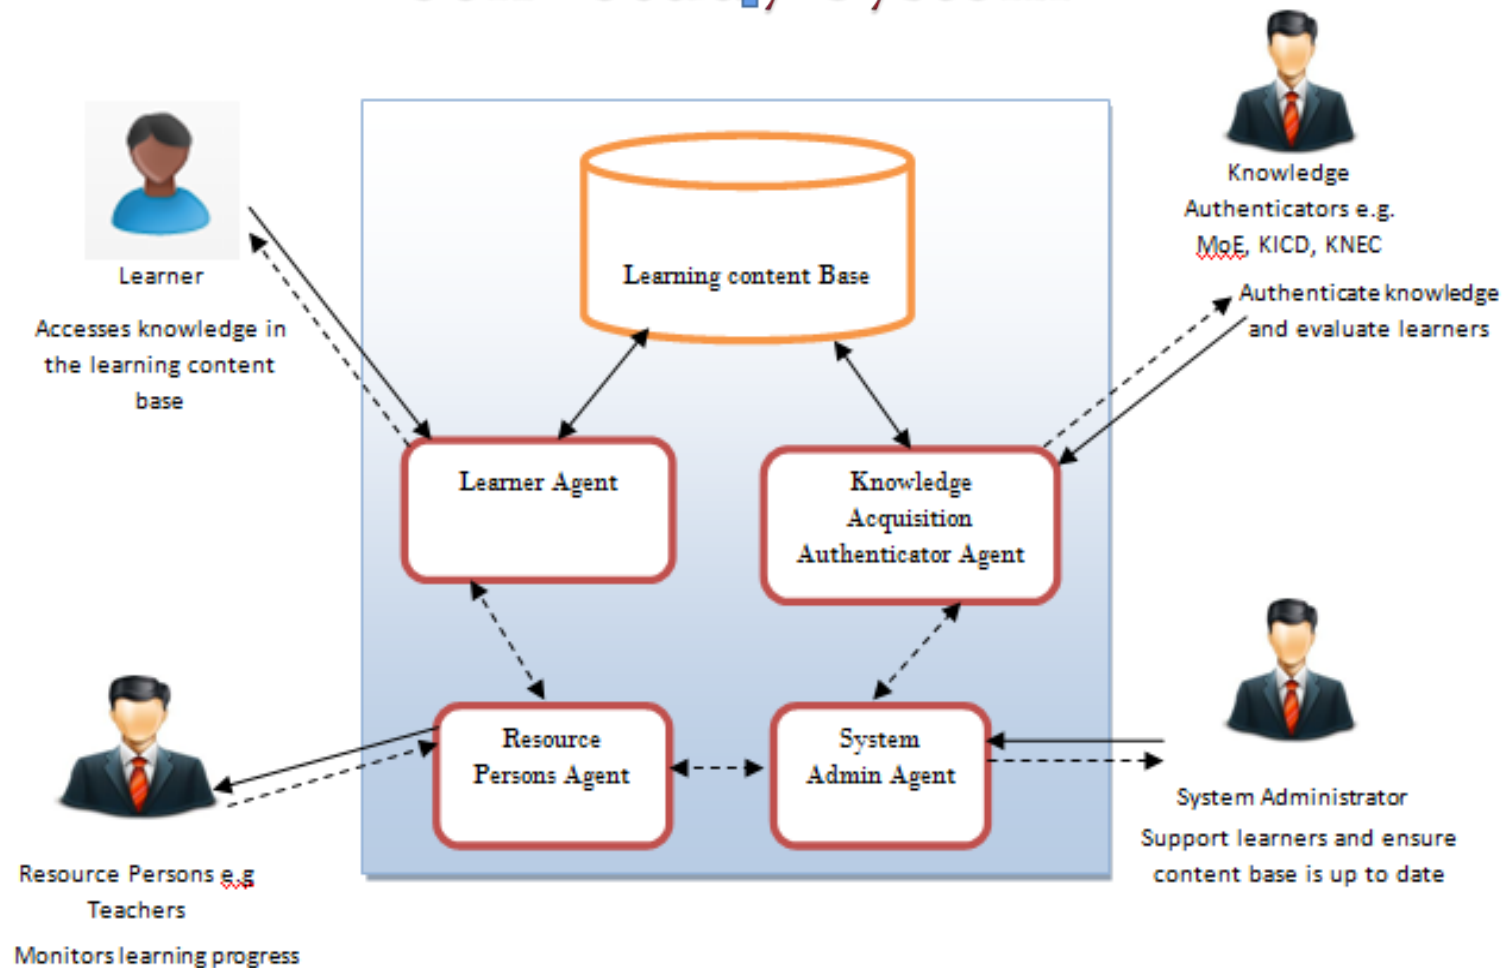 Knowledge
Authenticators e.g.
MoE, KICD, KNEC
Authenticate knowledge
and evaluate learners
Learner
Accesses knowledge in
the learning content
base
Learning content Base
Learner Agent
Knowledge
Acquisition
Authenticator Agent
Resource
Persons Agent
System
Admin Agent
System Administrator
Support learners and ensure
content base is up to date
Resource Persons e.g
Teachers
Monitors learning progress